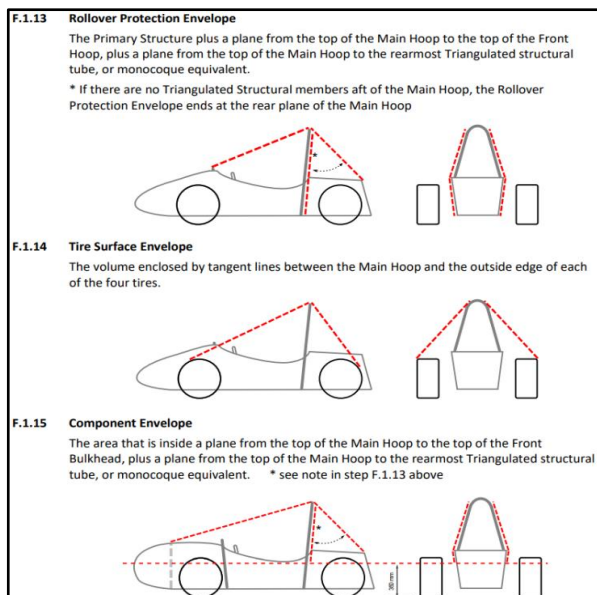 F.1.13 Rollover Protection Envelope
The Primary Structure plus a plane from the top of the Main Hoop to the top of the Front
Hoop, plus a plane from the top of the Main Hoop to the rearmost Triangulated structural
tube, or monocoque equivalent.
* If there are no Triangulated Structural members aft of the Main Hoop, the Rollover
Protection Envelope ends at the rear plane of the Main Hoop
*
F.1.14 Tire Surface Envelope
The volume enclosed by tangent lines between the Main Hoop and the outside edge of each
of the four tires.
F.1.15 Component Envelope
The area that is inside a plane from the top of the Main Hoop to the top of the Front
Bulkhead, plus a plane from the top of the Main Hoop to the rearmost Triangulated structural
tube, or monocoque equivalent. * see note in step F.1.13 above
*